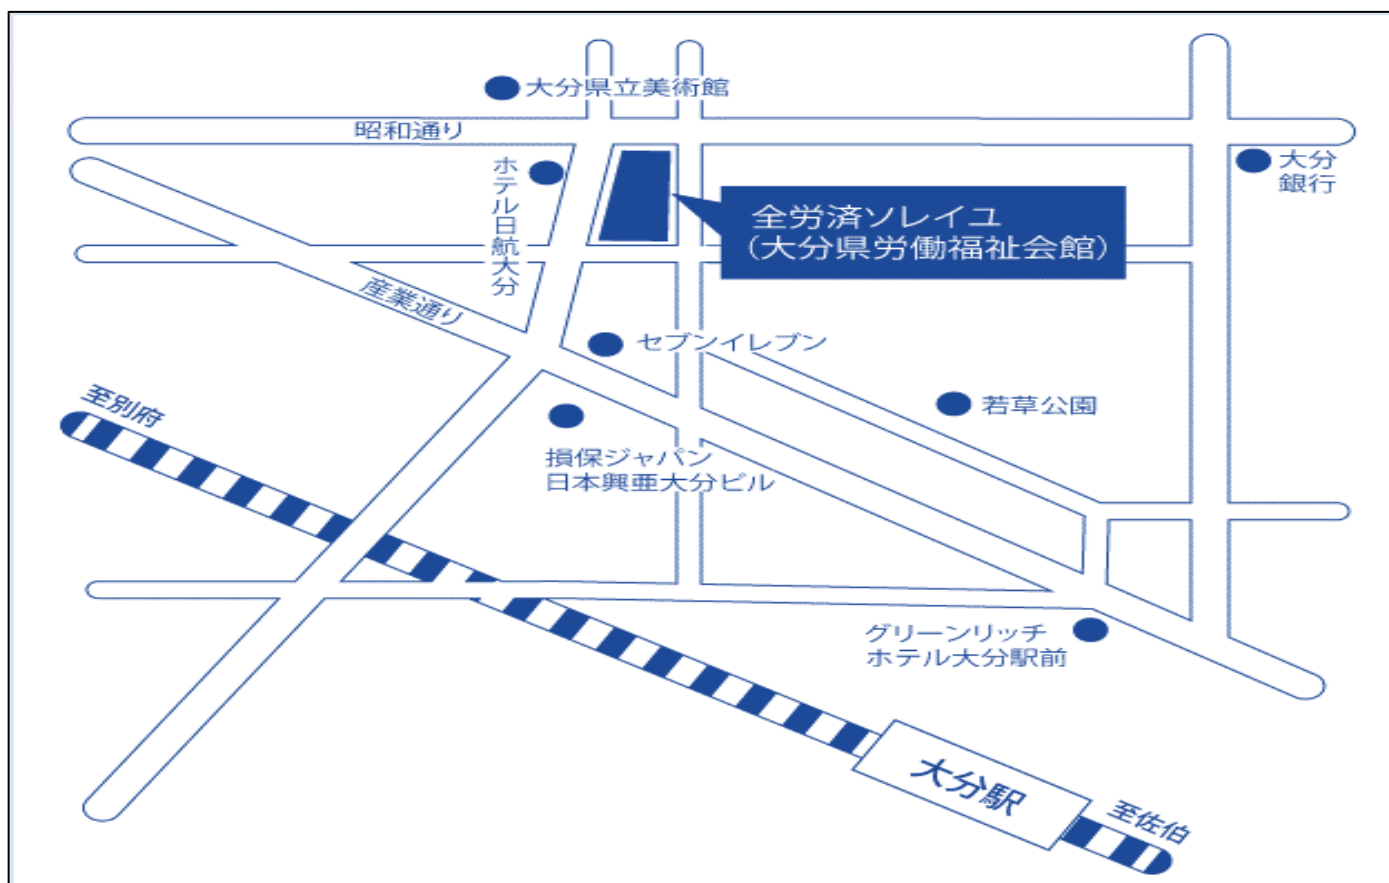 大分県立美術館
昭和通り
ホテル日航大分
大分
銀行
全労済ソレイユ
(大分県労働福祉会館)
産業通り
セブンイレブン
至別府
若草公園
損保ジャパン
日本興亜大分ビル
グリーンリッチ
ホテル大分駅前
大分駅
至佐伯